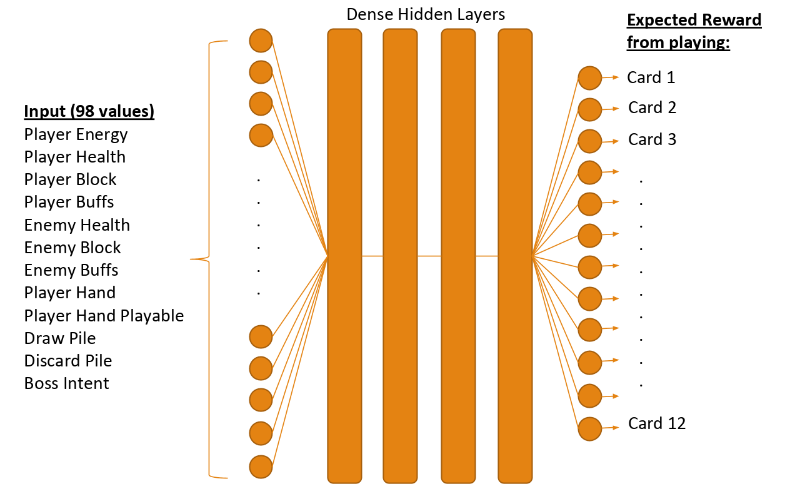 Dense Hidden Layers
Expected Reward
from playing:
Input (98 values)
Player Energy
Player Health
Player Block
Player Buffs
Enemy Health
Enemy Block
Enemy Buffs
Player Hand
Player Hand Playable
Draw Pile
Discard Pile
Boss Intent
Card 1
Card 2
Card 3
Card 12